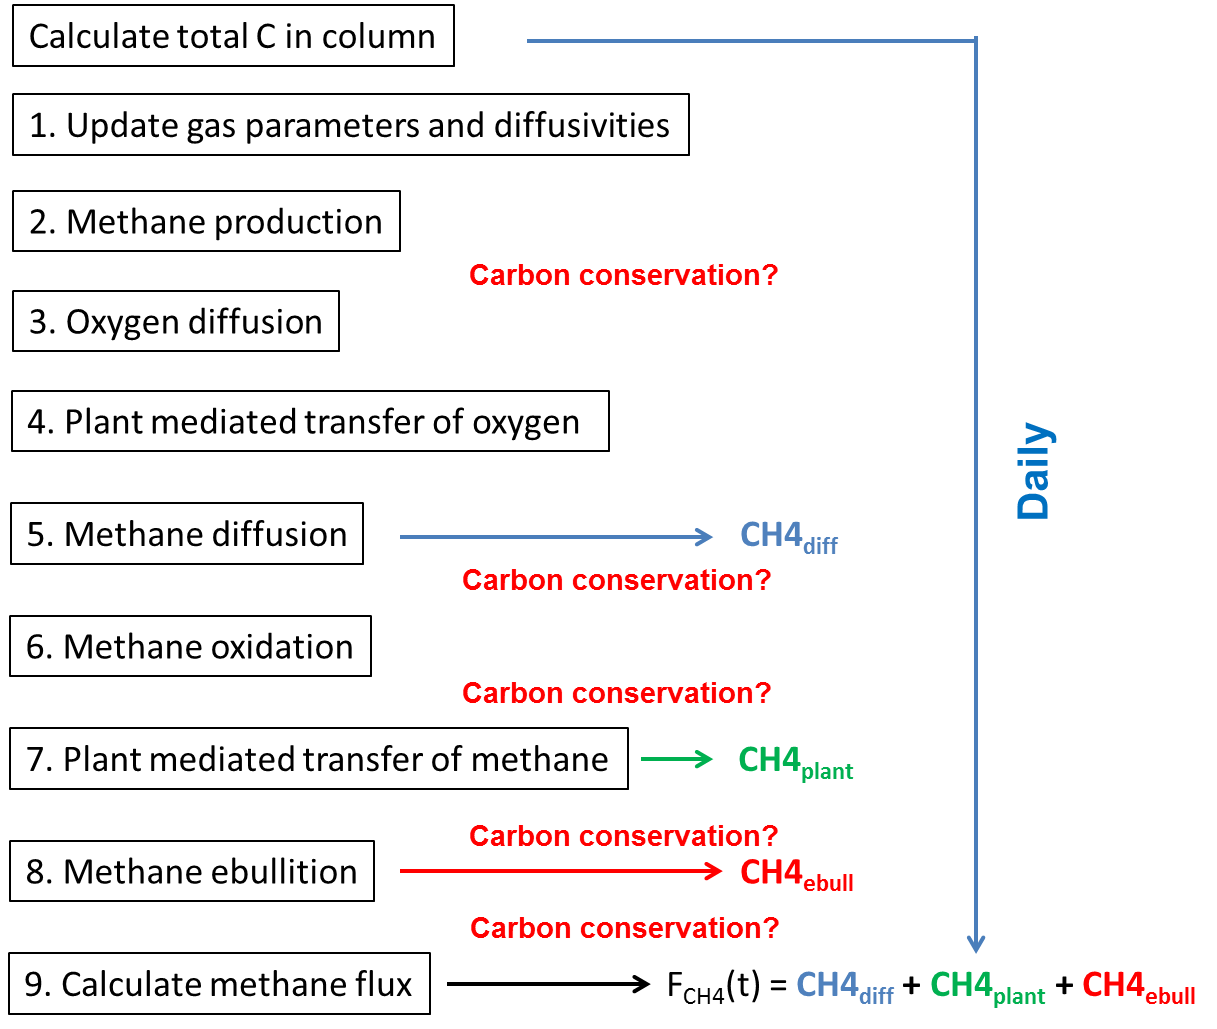 Calculate total C in column
1. Update gas parameters and diffusivities
2. Methane production
Carbon conservation?
3. Oxygen diffusion
4. Plant mediated transfer of oxygen
Daily
5. Methane diffusion
CH4diff
Carbon conservation?
6. Methane oxidation
Carbon conservation?
7. Plant mediated transfer of methane
CH4plant
Carbon conservation?
8. Methane ebullition
CH4ebull
Carbon conservation?
9. Calculate methane flux
FCH4(t) = CH4diff + CH4plant + CH4ebull